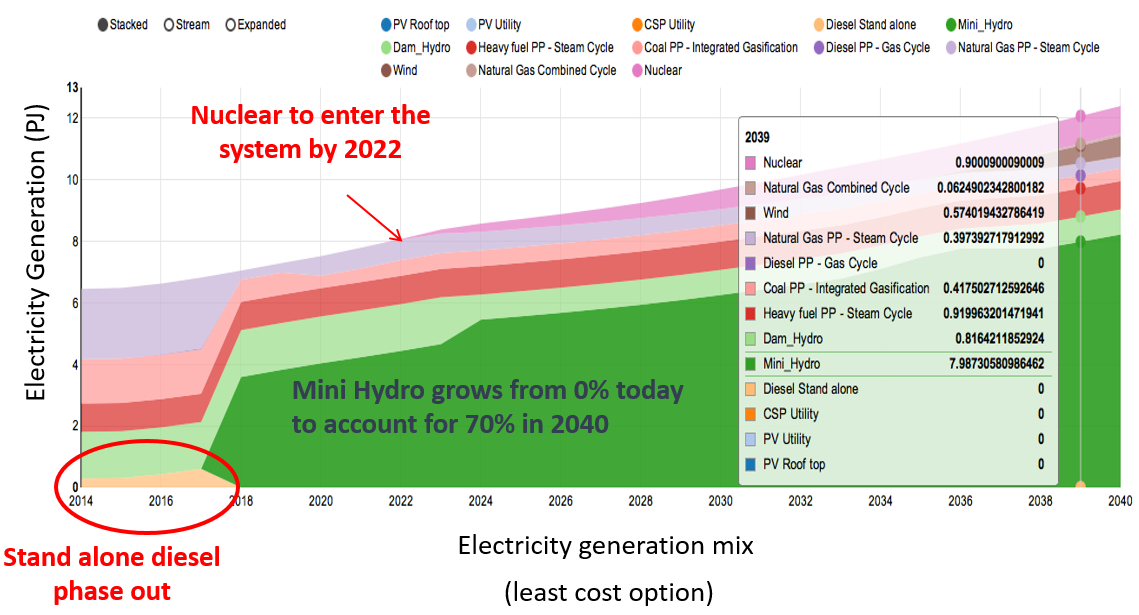 Stacked Stream Expanded
PV Roof top PV Utility CSP Utility Diesel Stand alone Mini_Hydro
Dam_Hydro Heavy fuel PP - Steam Cycle Coal PP - Integrated Gasification Diesel PP - Gas Cycle Natural Gas PP - Steam Cycle
Wind Natural Gas Combined Cycle Nuclear
Electricity Generation (PJ)
13
12
10
8
6
4
2
0
Nuclear to enter the
system by 2022
Mini Hydro grows from 0% today
to account for 70% in 2040
2039
Nuclear 0.9000900090009
Natural Gas Combined Cycle 0.0624902342800182
Wind 0.574019432786419
Natural Gas PP - Steam Cycle 0.397392717912992
Diesel PP - Gas Cycle 0
Coal PP - Integrated Gasification 0.417502712592646
Heavy fuel PP - Steam Cycle 0.919963201471941
Dam_Hydro 0.8164211852924
Mini_Hydro 7.98730580986462
Diesel Stand alone 0
CSP Utility 0
PV Utility 0
PV Roof top 0
2014 2016 2018 2020 2022 2024 2026 2028 2030 2032 2034 2036 2038 2040
Stand alone diesel
phase out
Electricity generation mix
(least cost option)